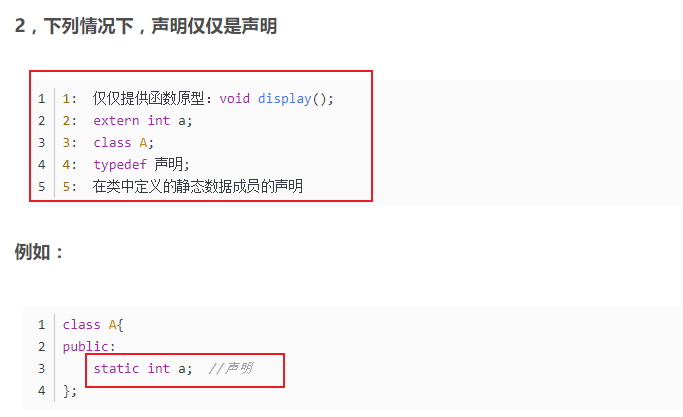 2，下列情况下，声明仅仅是声明
1 1: 仅仅提供函数原型：void display();
2 2: extern int a;
3 3: class A;
4 4: typedef 声明;
5 5: 在类中定义的静态数据成员的声明
例如：
1 class A{
2 public:
3 static int a; //声明
4 };